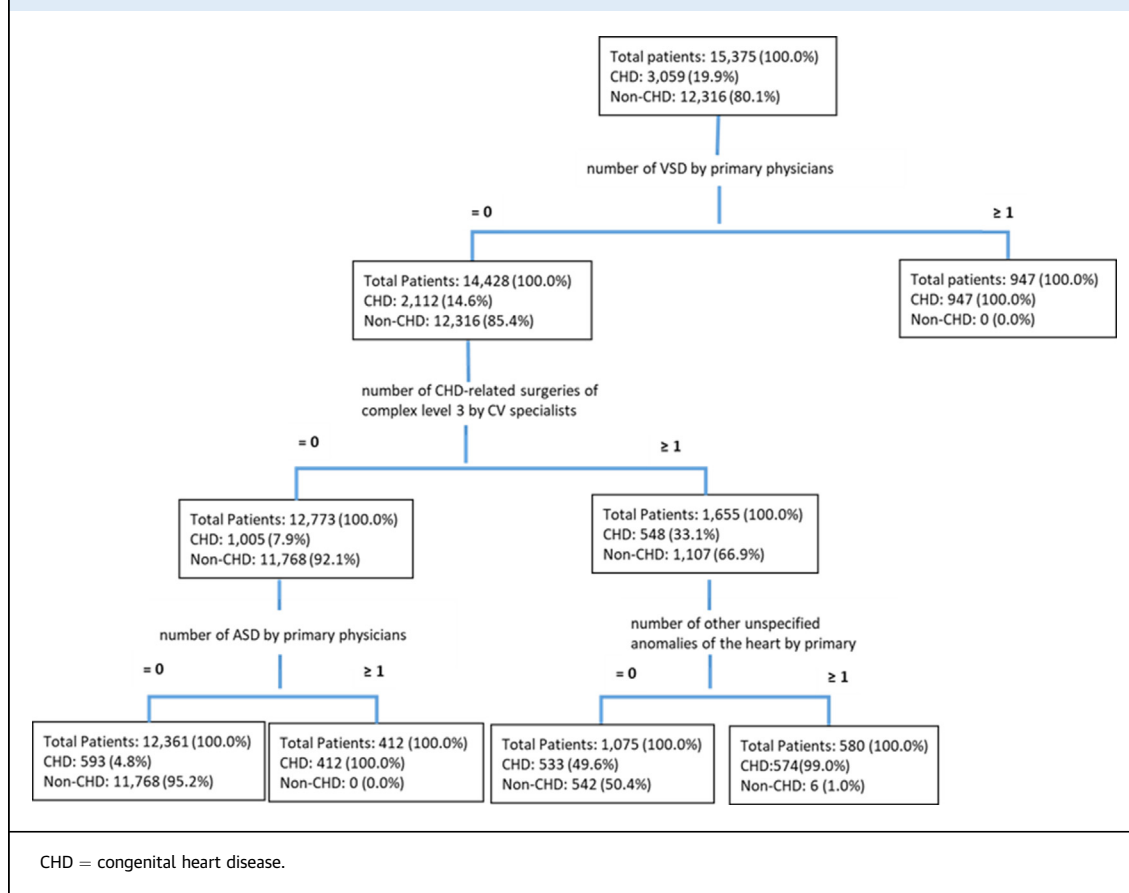 Total patients: 15,375 (100.0%)
CHD: 3,059 (19.9%)
Non-CHD: 12,316 (80.1%)
number of VSD by primary physicians
= 0
≥ 1
Total Patients: 14,428 (100.0%)
CHD: 2,112 (14.6%)
Non-CHD: 12,316 (85.4%)
Total patients: 947 (100.0%)
CHD: 947 (100.0%)
Non-CHD: 0 (0.0%)
number of CHD-related surgeries of
complex level 3 by CV specialists
= 0
≥ 1
Total Patients: 12,773 (100.0%)
CHD: 1,005 (7.9%)
Non-CHD: 11,768 (92.1%)
Total Patients: 1,655 (100.0%)
CHD: 548 (33.1%)
Non-CHD: 1,107 (66.9%)
number of ASD by primary physicians
= 0
≥ 1
number of other unspecified
anomalies of the heart by primary
= 0
≥ 1
Total Patients: 12,361 (100.0%)
CHD: 593 (4.8%)
Non-CHD: 11,768 (95.2%)
Total Patients: 412 (100.0%)
CHD: 412 (100.0%)
Non-CHD: 0 (0.0%)
Total Patients: 1,075 (100.0%)
CHD: 533 (49.6%)
Non-CHD: 542 (50.4%)
Total Patients: 580 (100.0%)
CHD:574(99.0%)
Non-CHD: 6 (1.0%)
CHD = congenital heart disease.